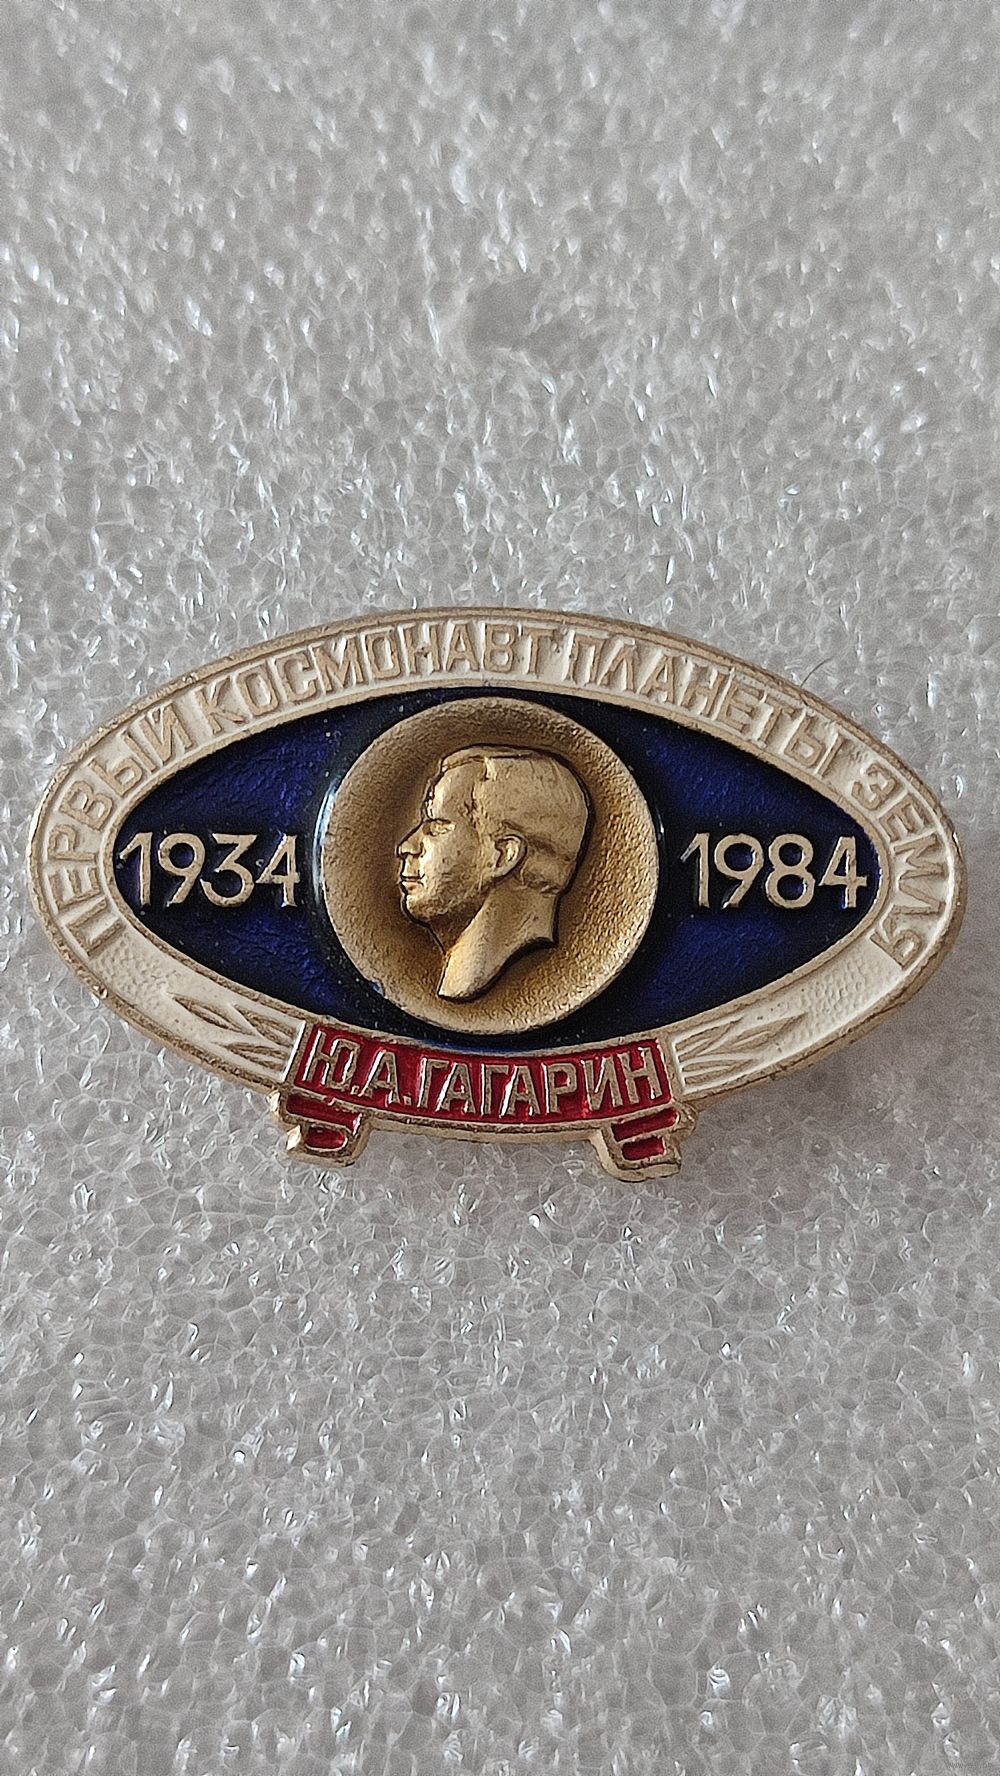 ПЕРВЫЙ КОСМОНАВТ ПЛАНЕТЫ ЗЕМЛЯ
1934 1984
Ю.А.ГАГАРИН